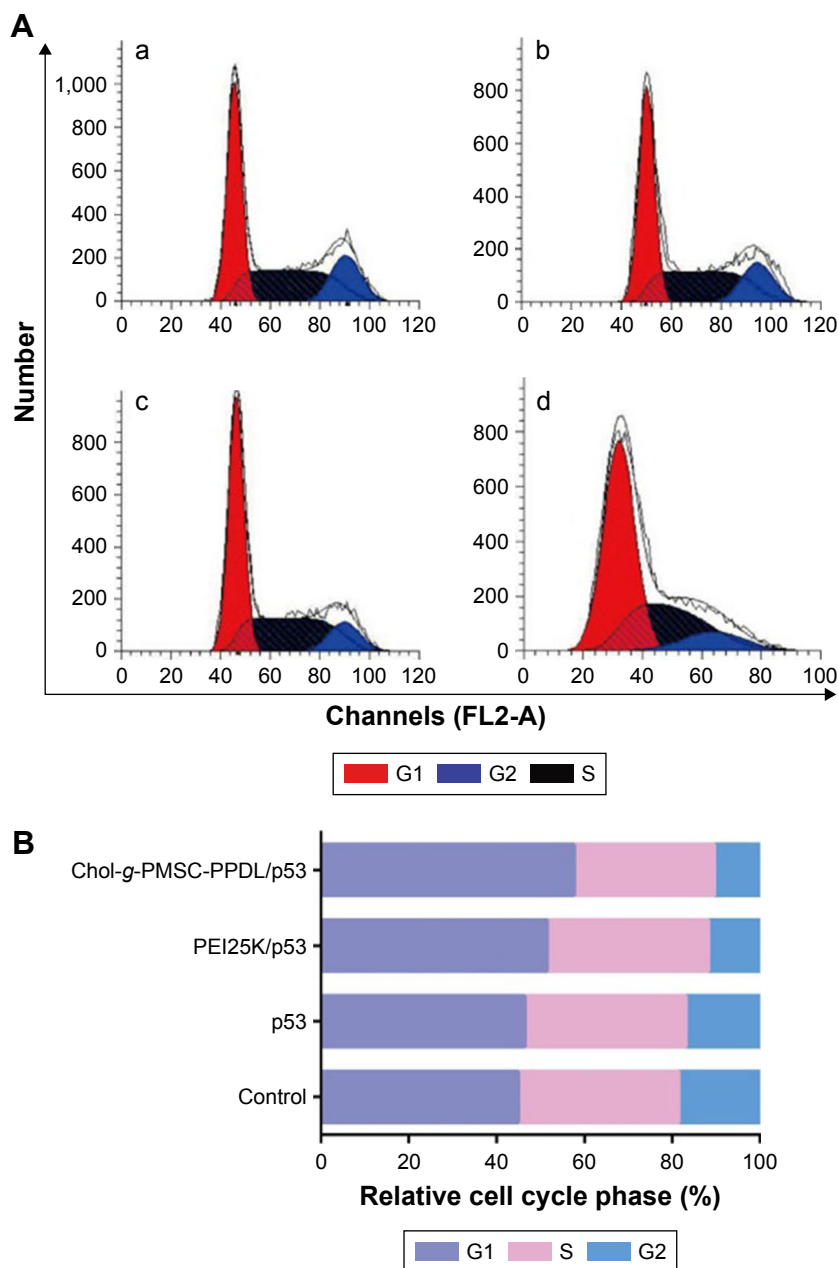 A
a
1,000
800
600
400
200
0
0 20 40 60 80 100 120
b
800
600
400
200
0
0 20 40 60 80 100 120
c
800
600
400
200
0
0 20 40 60 80 100 120
d
800
600
400
200
0
0 20 40 60 80 100
Number
Channels (FL2-A)
G1 G2 S
B
Chol-g-PMSC-PPDL/p53
PEI25K/p53
p53
Control
0 20 40 60 80 100
Relative cell cycle phase (%)
G1 S G2